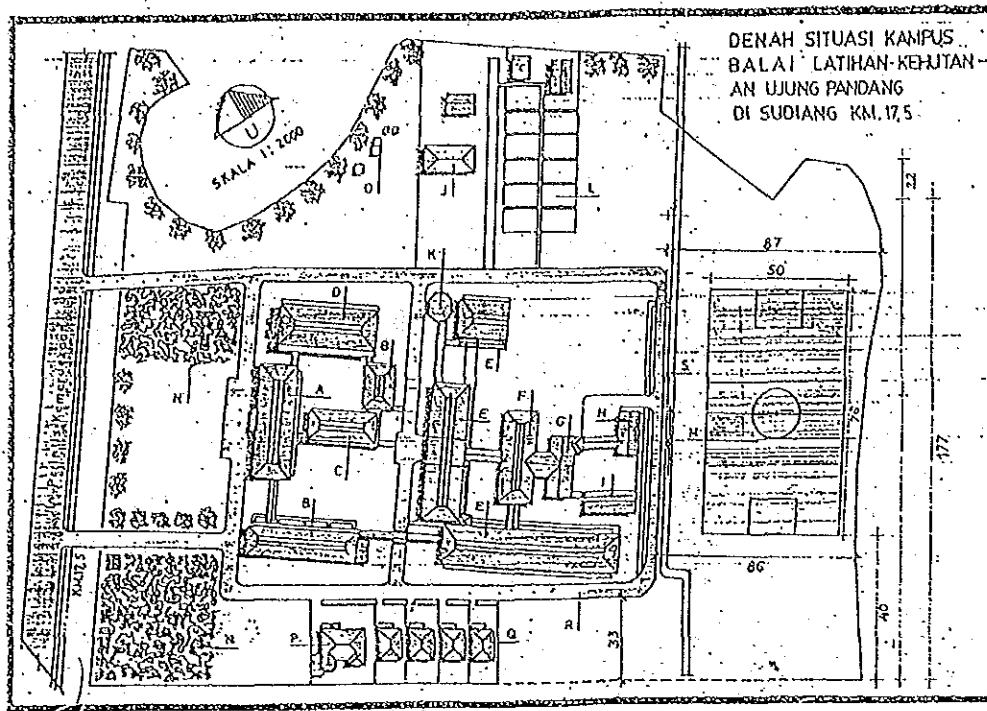 DENAH SITUASI KAMPUS
BALAI LATIHAN-KEHUTAN-
AN UJUNG PANDANG
DI SUDIANG KM. 17,5
U
SKALA 1: 2000
O
J
L
K
D
B
E
H
A
C
B
E
F
G
H
I
E
S
M
87
50
22
177
40
86
33
KM.17,5
N
P
Q
R